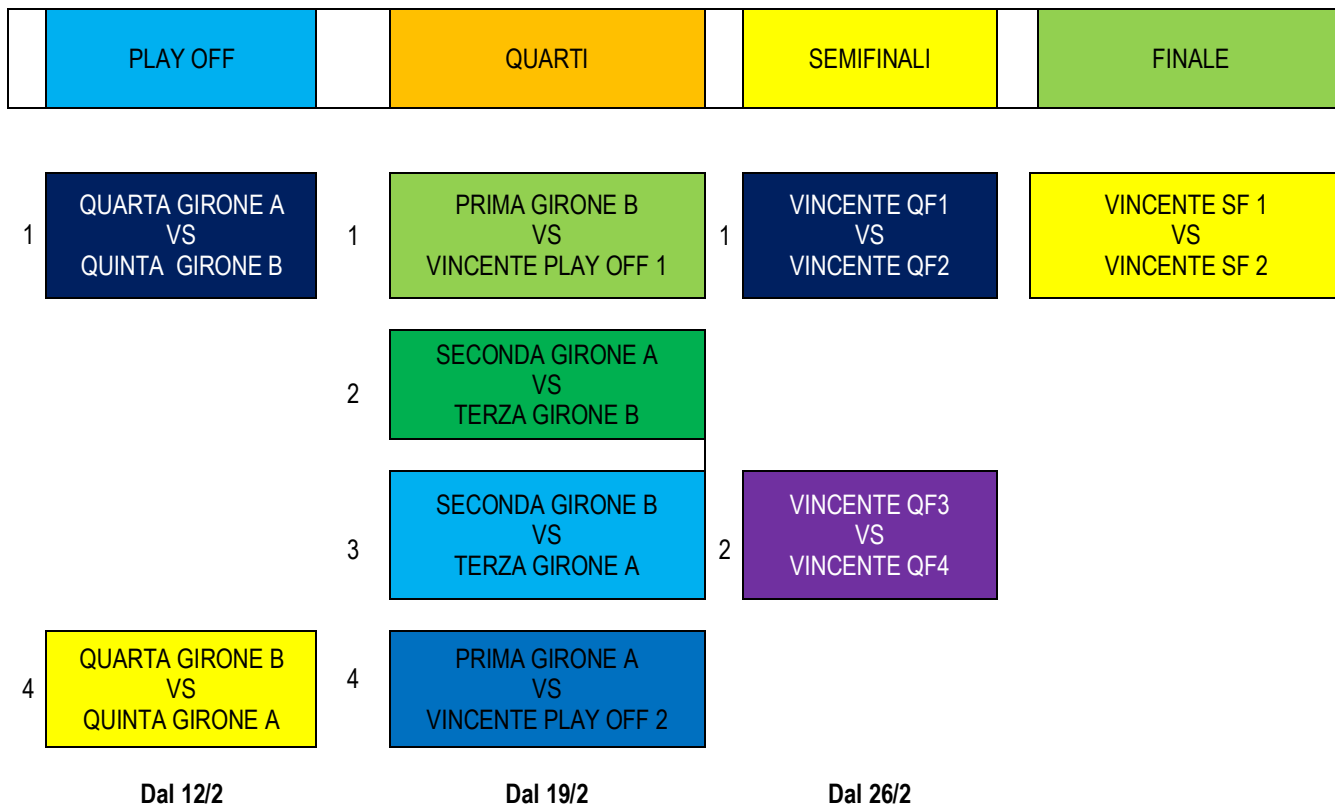 PLAY OFF
QUARTI
SEMIFINALI
FINALE
1
QUARTA GIRONE A
VS
QUINTA GIRONE B
1
PRIMA GIRONE B
VS
VINCENTE PLAY OFF 1
1
VINCENTE QF1
VS
VINCENTE QF2
VINCENTE SF 1
VS
VINCENTE SF 2
2
SECONDA GIRONE A
VS
TERZA GIRONE B
3
SECONDA GIRONE B
VS
TERZA GIRONE A
2
VINCENTE QF3
VS
VINCENTE QF4
4
QUARTA GIRONE B
VS
QUINTA GIRONE A
4
PRIMA GIRONE A
VS
VINCENTE PLAY OFF 2
Dal 12/2
Dal 19/2
Dal 26/2